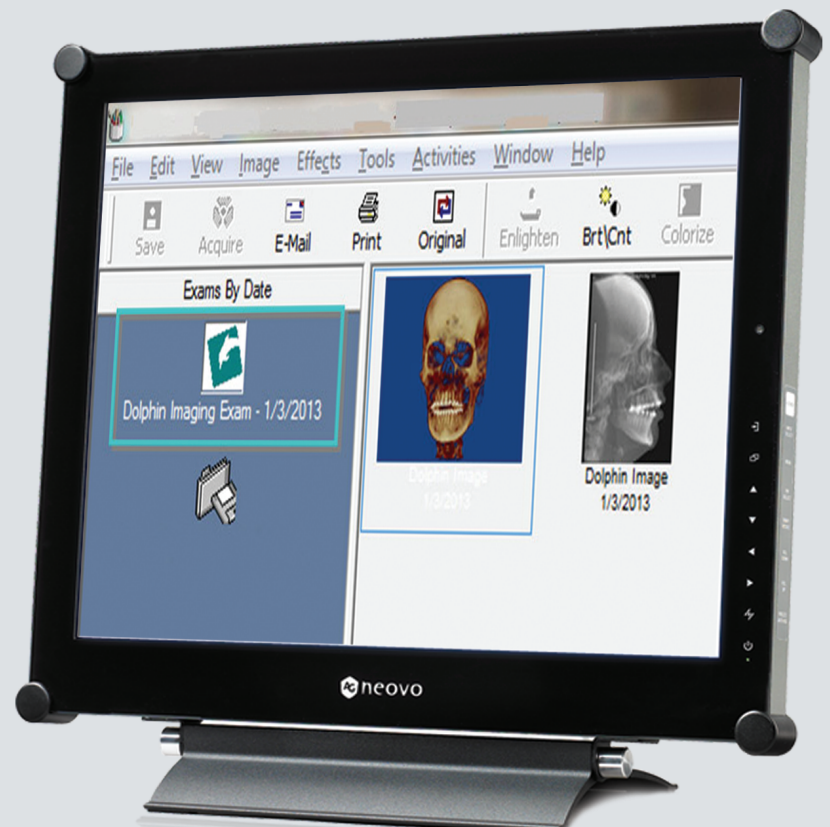 File Edit View Image Effects Tools Activities Window Help
Save Acquire E-Mail Print Original Enlighten Brt\Cnt Colorize
Exams By Date
Dolphin Imaging Exam - 1/3/2013
Dolphin Image
1/3/2013
Dolphin Image
1/3/2013
AG neovo